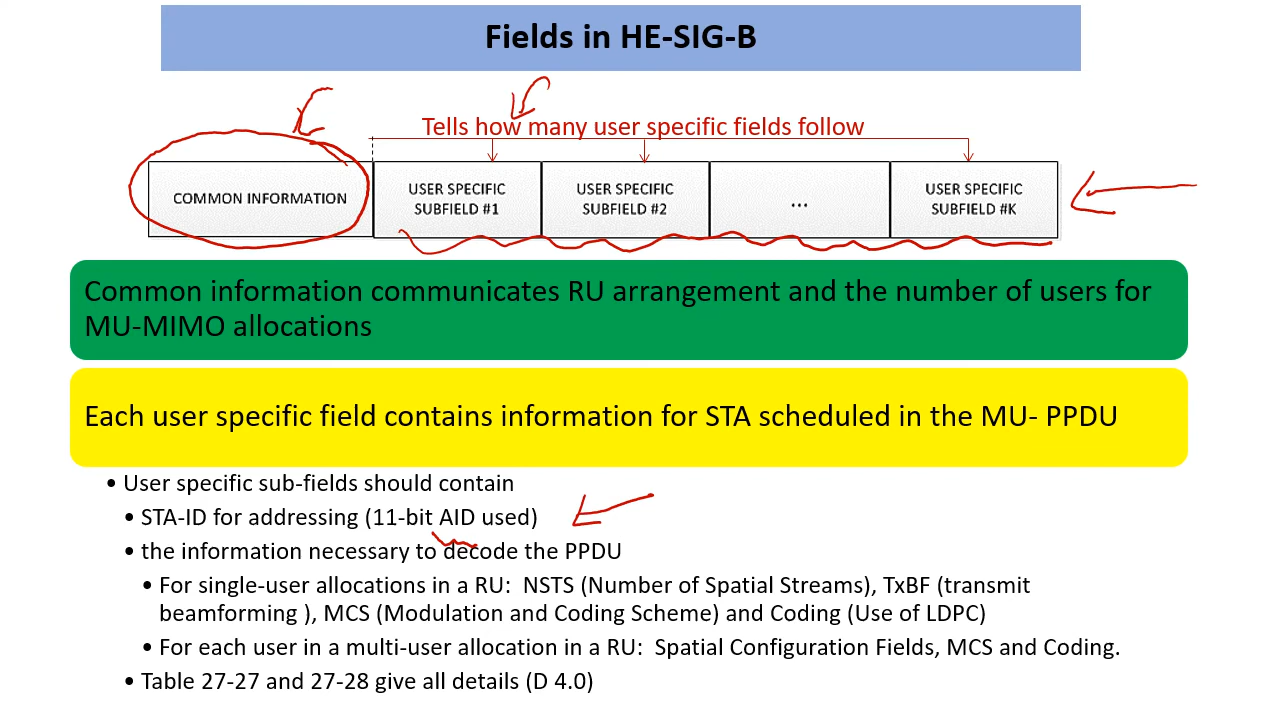 Fields in HE-SIG-B
Tells how many user specific fields follow
COMMON INFORMATION
USER SPECIFIC
SUBFIELD #1
USER SPECIFIC
SUBFIELD #2
...
USER SPECIFIC
SUBFIELD #K
Common information communicates RU arrangement and the number of users for
MU-MIMO allocations
Each user specific field contains information for STA scheduled in the MU- PPDU
• User specific sub-fields should contain
• STA-ID for addressing (11-bit AID used)
• the information necessary to decode the PPDU
• For single-user allocations in a RU: NSTS (Number of Spatial Streams), TxBF (transmit
beamforming ), MCS (Modulation and Coding Scheme) and Coding (Use of LDPC)
• For each user in a multi-user allocation in a RU: Spatial Configuration Fields, MCS and Coding.
• Table 27-27 and 27-28 give all details (D 4.0)